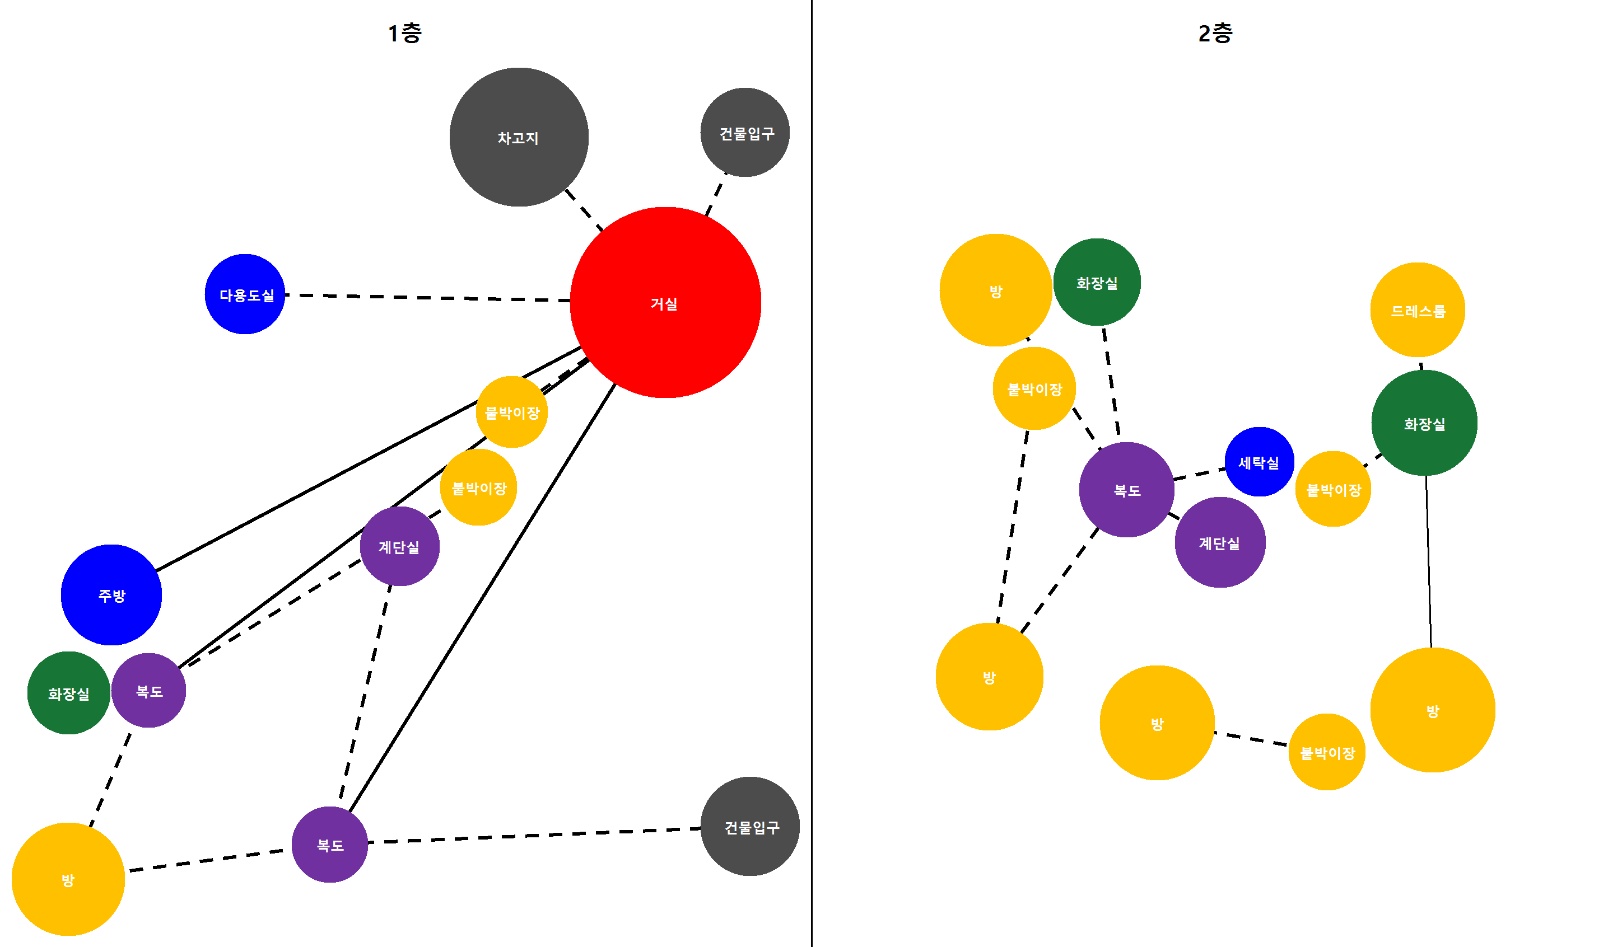 1층
차고지
건물입구
다용도실
거실
붙박이장
붙박이장
계단실
주방
화장실
복도
방
복도
건물입구
2층
방
화장실
드레스룸
붙박이장
화장실
복도
세탁실
붙박이장
계단실
방
방
붙박이장
방